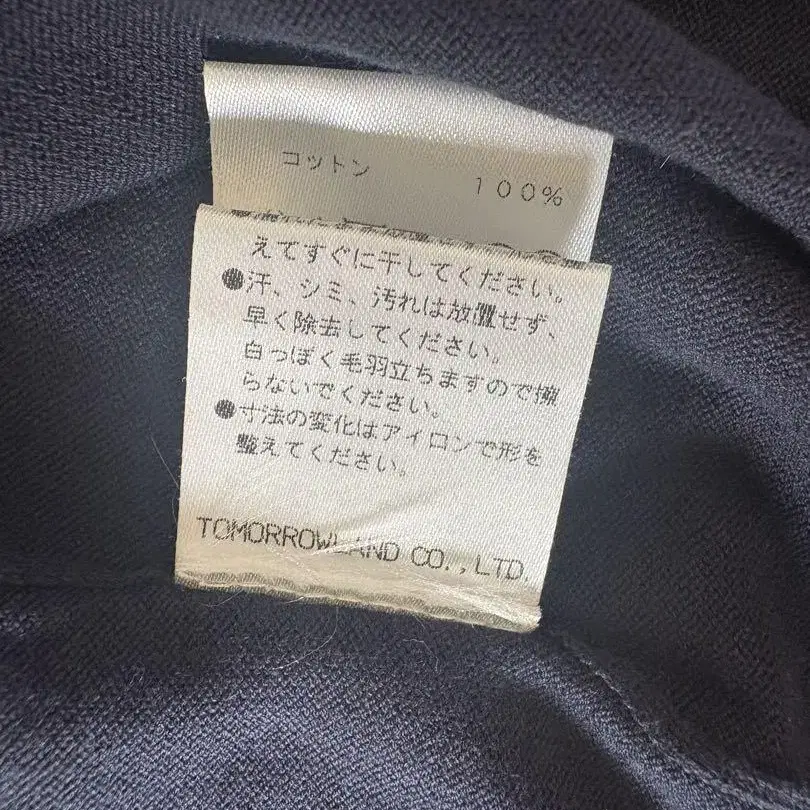 コットン 100%
えてすぐに干してください。
●汗、シミ、汚れは放置せず、
早く除去してください。
白っぽく毛羽立ちますので擦
らないでください。
●寸法の変化はアイロンで形を
整えてください。
TOMORROWLAND CO., LTD.